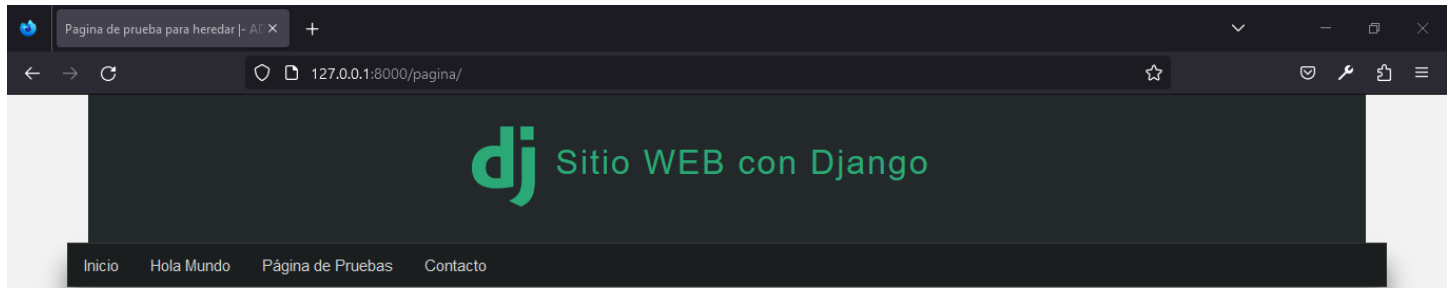 Pagina de prueba para heredar |- AD
127.0.0.1:8000/pagina/
dj Sitio WEB con Django
Inicio Hola Mundo Página de Pruebas Contacto